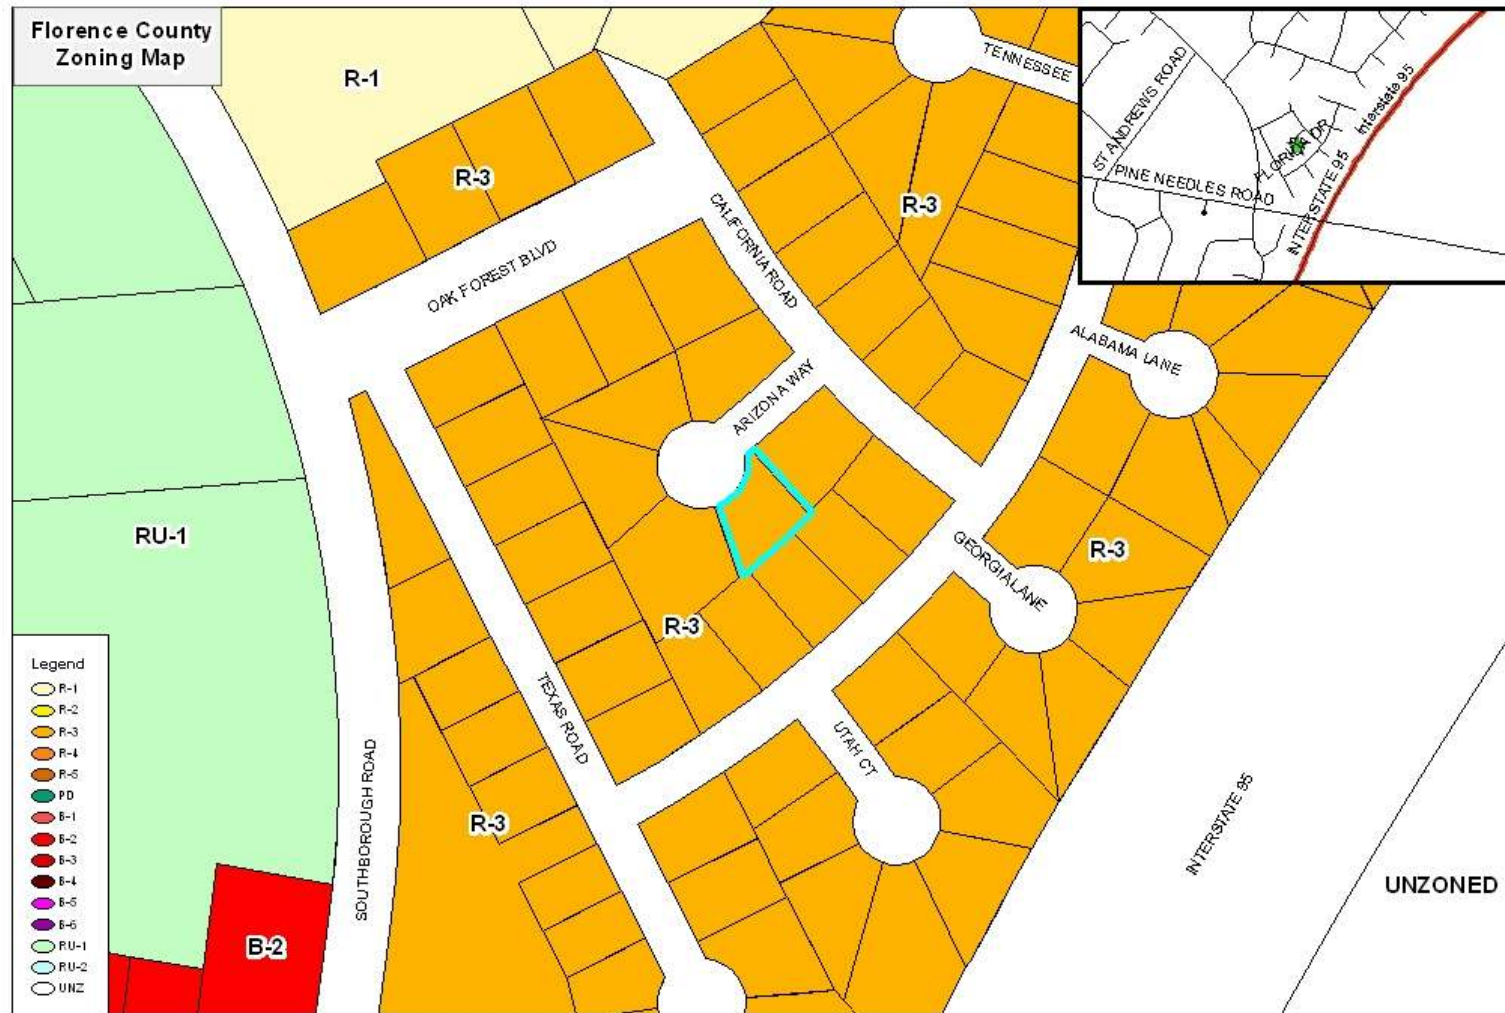 Florence County
Zoning Map
R-1
TENNESSEE
ST ANDREWS ROAD
Interstate 95
FLORIDA DR
PINE NEEDLES ROAD
INTERSTATE 95
R-3
R-3
CALIFORNIA ROAD
OAK FOREST BLVD
ALABAMA LANE
ARIZONA WAY
RU-1
GEORGIA LANE
R-3
R-3
TEXAS ROAD
UTAH CT
SOUTHBOROUGH ROAD
R-3
INTERSTATE 95
UNZONED
B-2
Legend
R-1
R-2
R-3
R-4
R-5
PD
B-1
B-2
B-3
B-4
B-5
B-6
RU-1
RU-2
UNZ